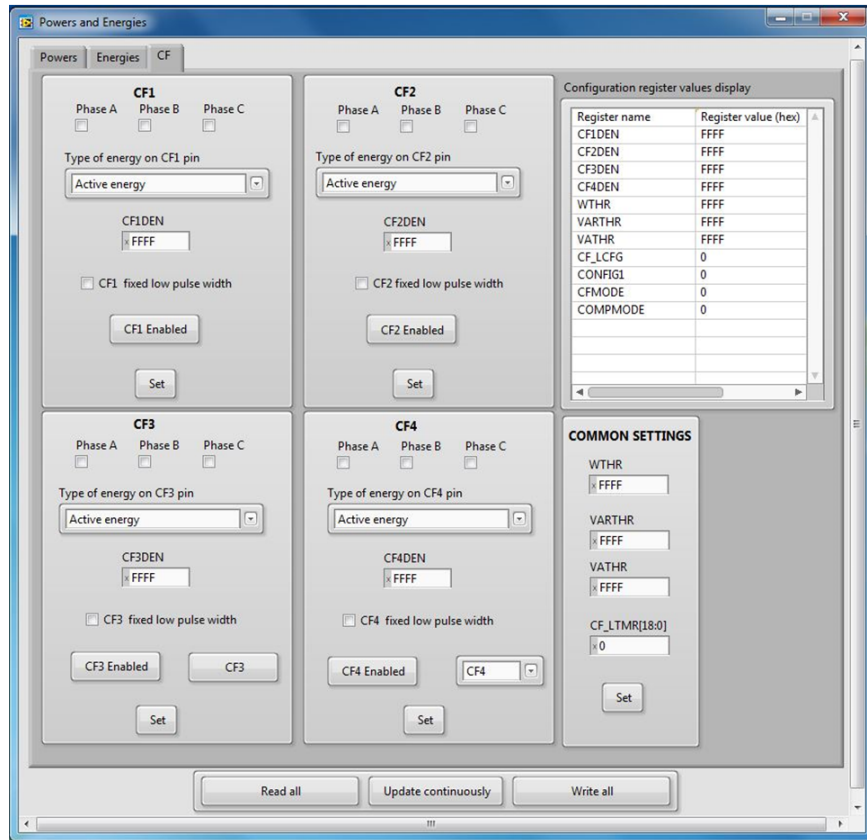 Powers and Energies
Powers Energies CF
CF1
Phase A Phase B Phase C
Type of energy on CF1 pin
Active energy
CF1DEN
x FFFF
CF1 fixed low pulse width
CF1 Enabled
Set
CF2
Phase A Phase B Phase C
Type of energy on CF2 pin
Active energy
CF2DEN
x FFFF
CF2 fixed low pulse width
CF2 Enabled
Set
Configuration register values display
Register name Register value (hex)
CF1DEN FFFF
CF2DEN FFFF
CF3DEN FFFF
CF4DEN FFFF
WTHR FFFF
VARTHR FFFF
VATHR FFFF
CF_LCFG 0
CONFIG1 0
CFMODE 0
COMPMODE 0
CF3
Phase A Phase B Phase C
Type of energy on CF3 pin
Active energy
CF3DEN
x FFFF
CF3 fixed low pulse width
CF3 Enabled CF3
Set
CF4
Phase A Phase B Phase C
Type of energy on CF4 pin
Active energy
CF4DEN
x FFFF
CF4 fixed low pulse width
CF4 Enabled CF4
Set
COMMON SETTINGS
WTHR
x FFFF
VARTHR
x FFFF
VATHR
x FFFF
CF_LTMR[18:0]
x 0
Set
Read all Update continuously Write all